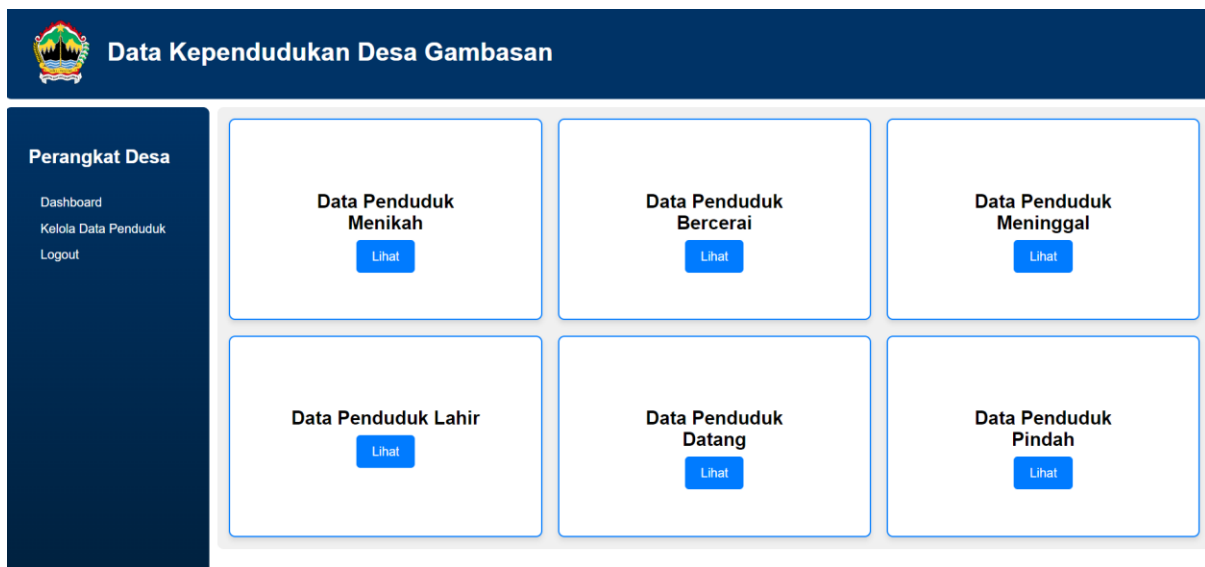 Data Kependudukan Desa Gambasan
Perangkat Desa
Dashboard
Kelola Data Penduduk
Logout
Data Penduduk
Menikah
Lihat
Data Penduduk
Bercerai
Lihat
Data Penduduk
Meninggal
Lihat
Data Penduduk Lahir
Lihat
Data Penduduk
Datang
Lihat
Data Penduduk
Pindah
Lihat